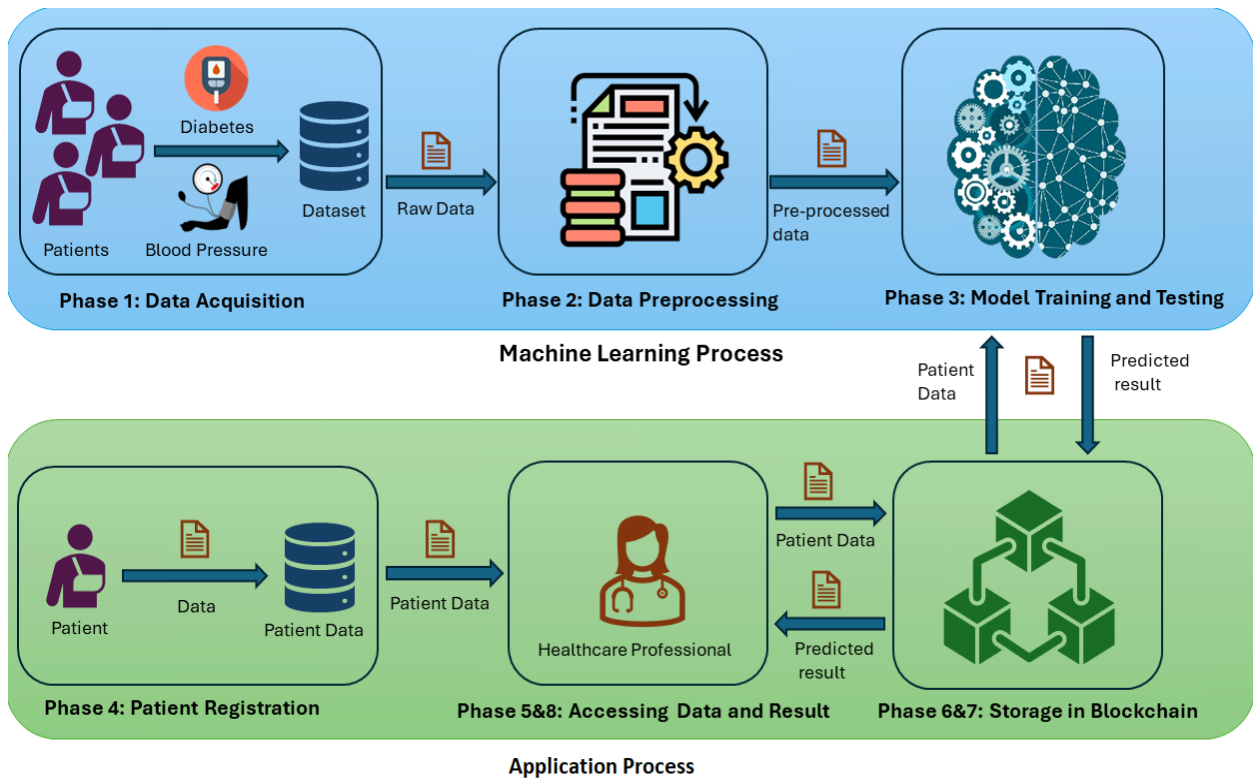 Diabetes
Patients
Blood Pressure
Dataset
Raw Data
Pre-processed
data
Phase 1: Data Acquisition
Phase 2: Data Preprocessing
Phase 3: Model Training and Testing
Machine Learning Process
Patient
Data
Predicted
result
Patient
Data
Patient Data
Patient Data
Healthcare Professional
Patient Data
Predicted
result
Phase 4: Patient Registration
Phase 5&8: Accessing Data and Result
Phase 6&7: Storage in Blockchain
Application Process